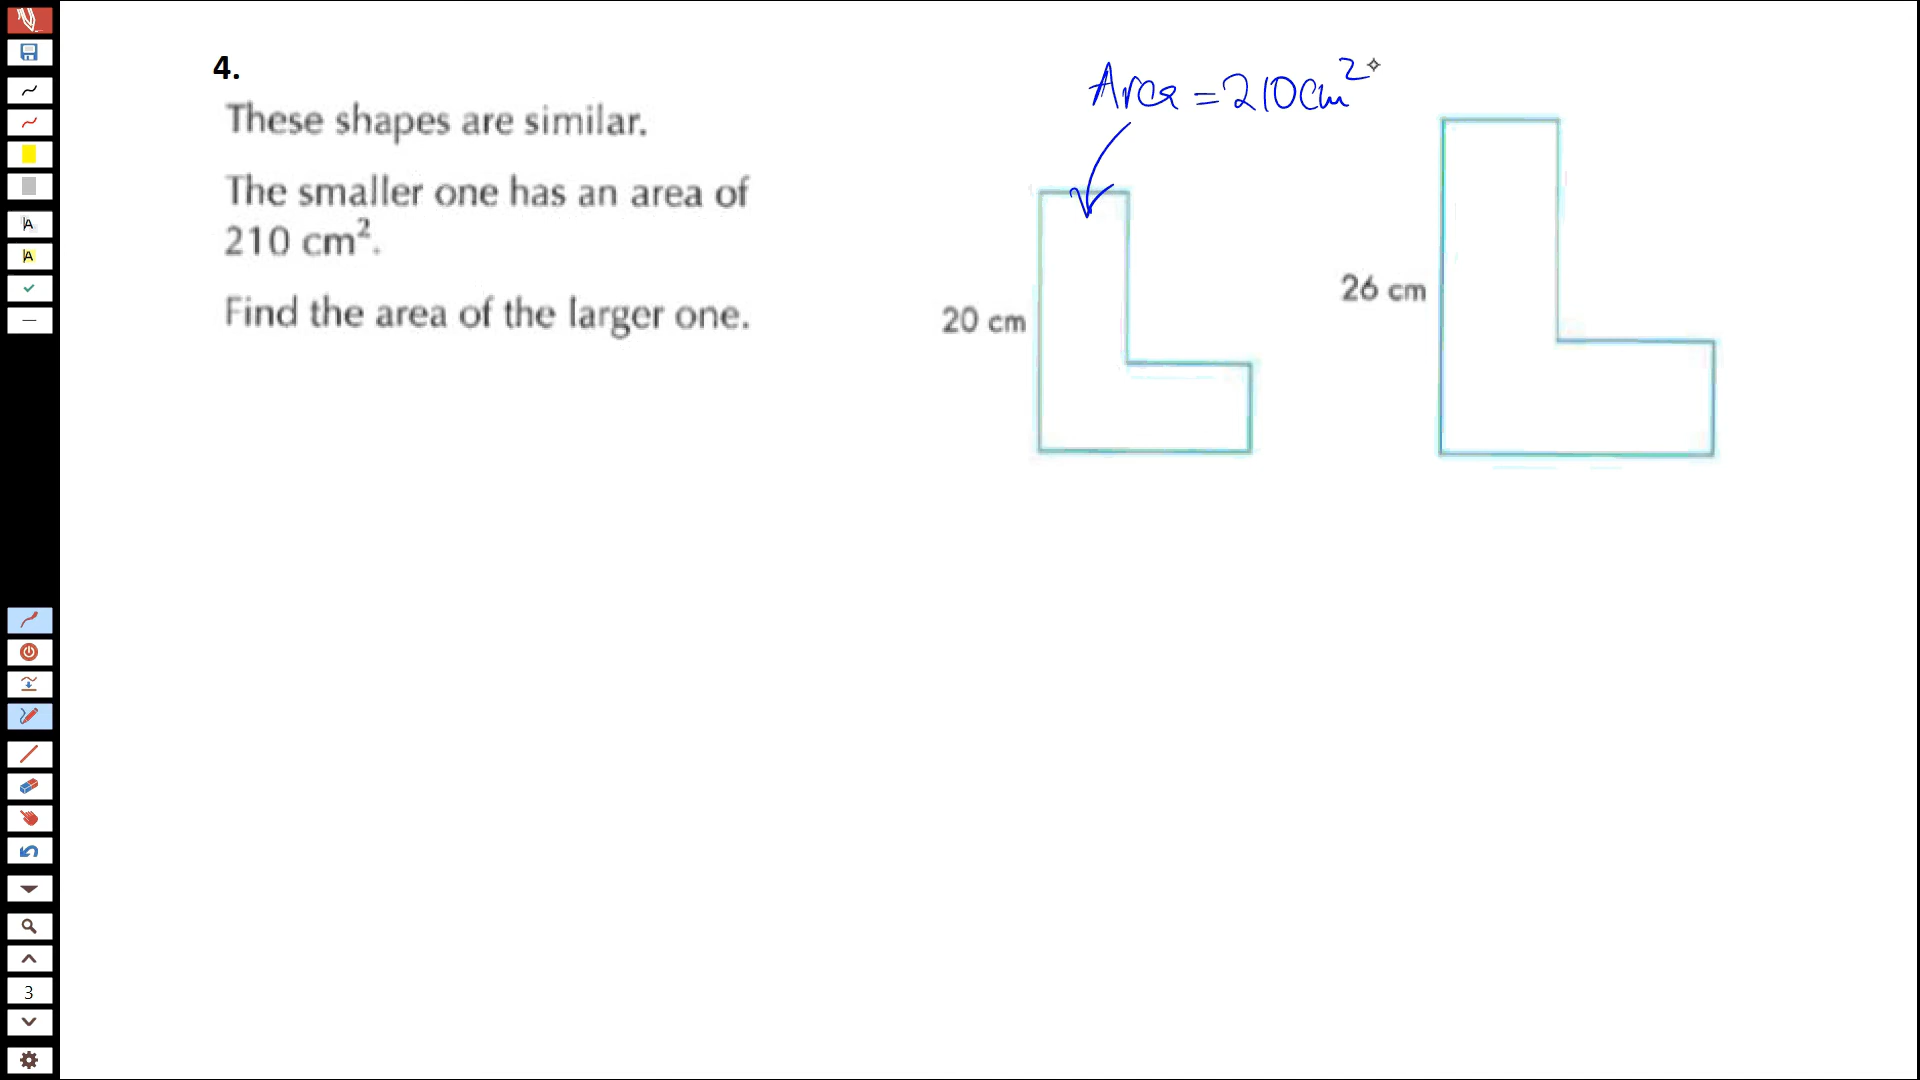 4.
These shapes are similar.
The smaller one has an area of
210 cm².
Find the area of the larger one.
Area = 210cm²
20 cm
26 cm
A
A
3